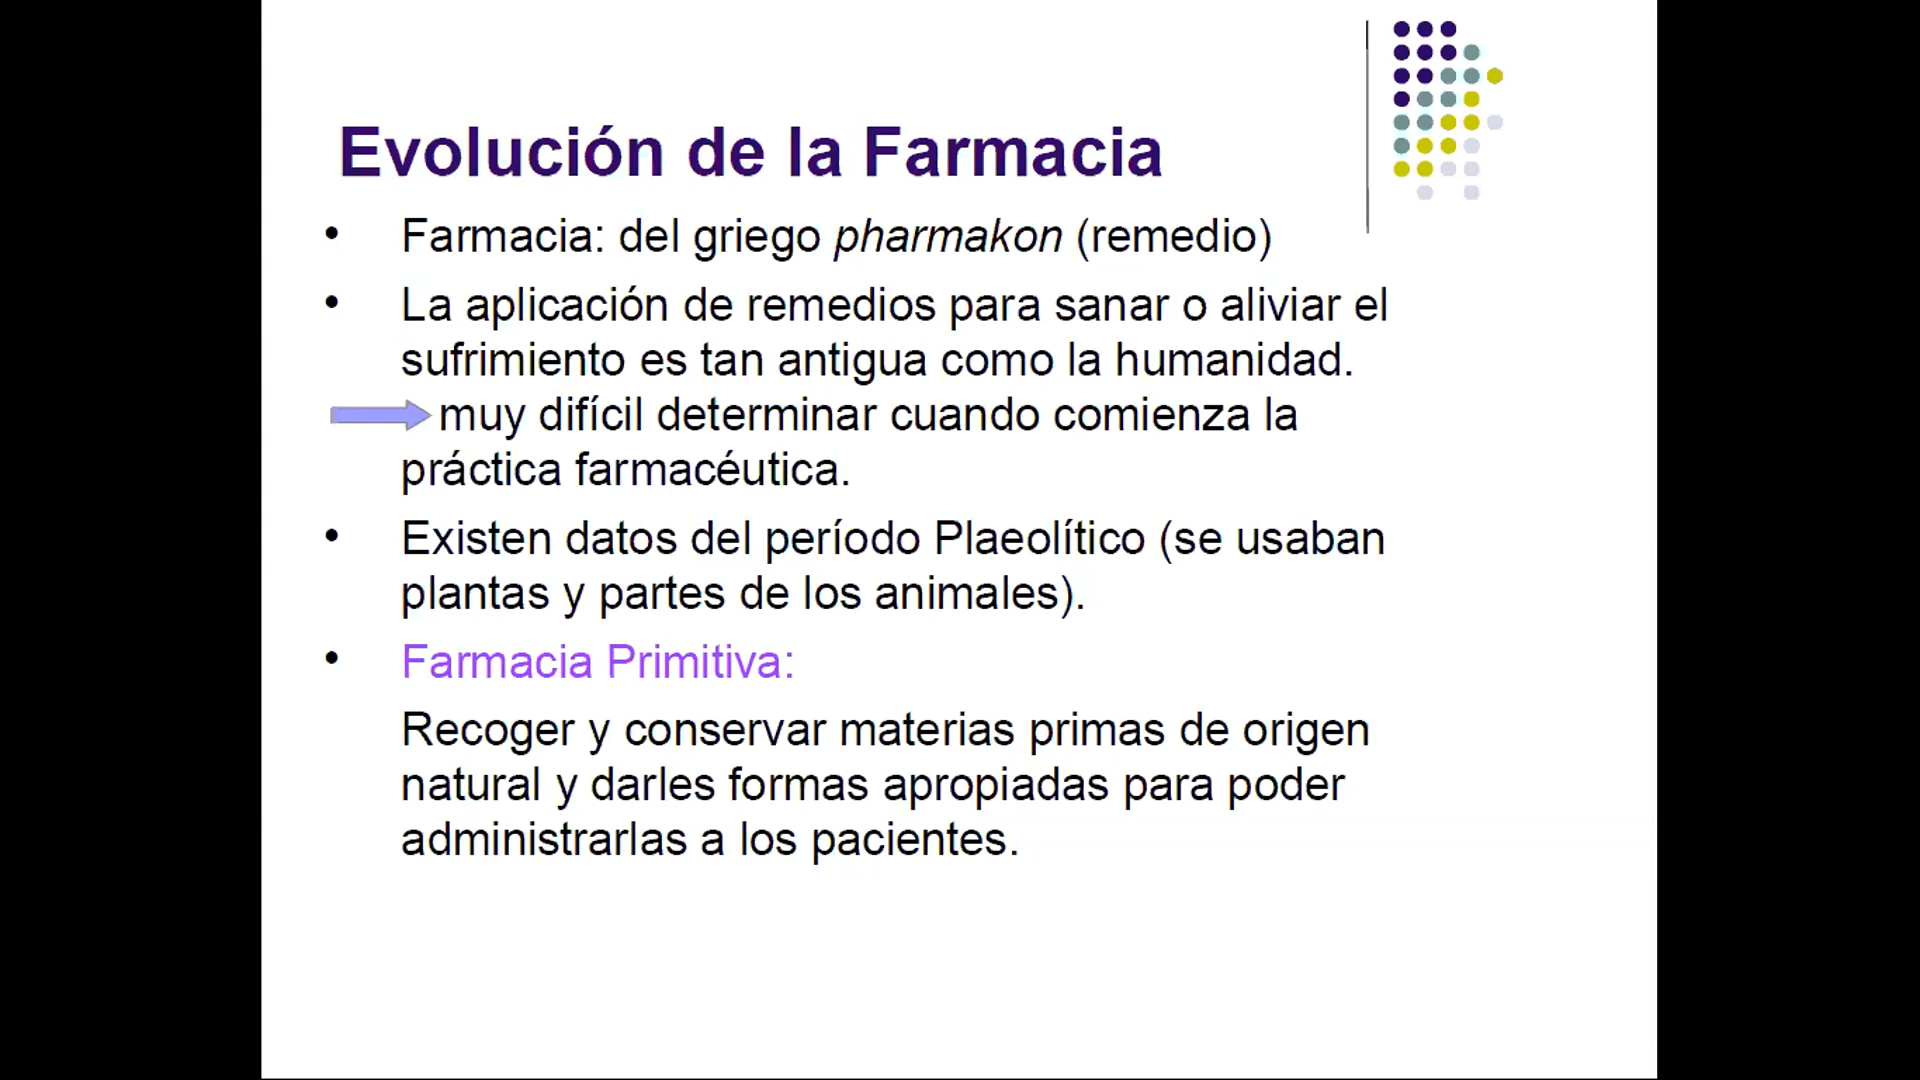 Evolución de la Farmacia
• Farmacia: del griego pharmakon (remedio)
• La aplicación de remedios para sanar o aliviar el
sufrimiento es tan antigua como la humanidad.
muy difícil determinar cuando comienza la
práctica farmacéutica.
• Existen datos del período Plaeolítico (se usaban
plantas y partes de los animales).
• Farmacia Primitiva:
Recoger y conservar materias primas de origen
natural y darles formas apropiadas para poder
administrarlas a los pacientes.